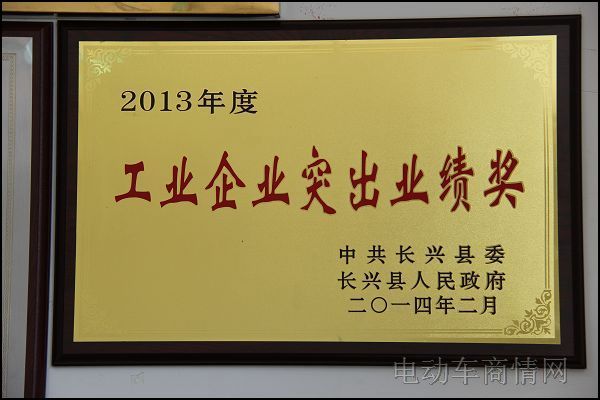 2013年度
工业企业突出业绩奖
中共长兴县委
长兴县人民政府
二〇一四年二月
电动车商情网